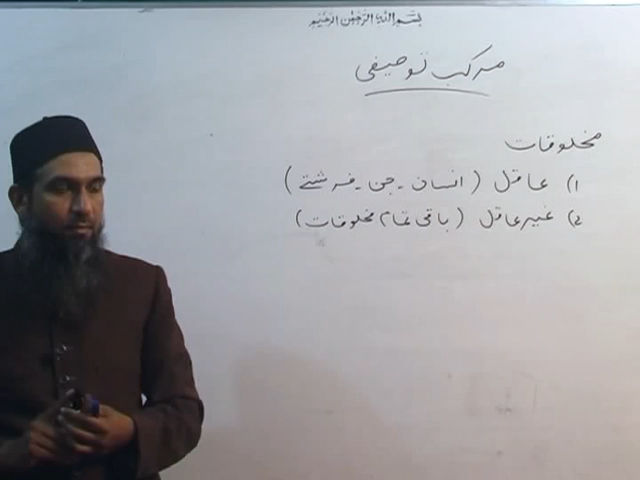 بسم اللہ الرحمٰن الرحیم
مرکب توصیفی
مخلوقات
۱) عاقل (انسان - جن - فرشتے)
۲) غیر عاقل (باقی تمام مخلوقات)